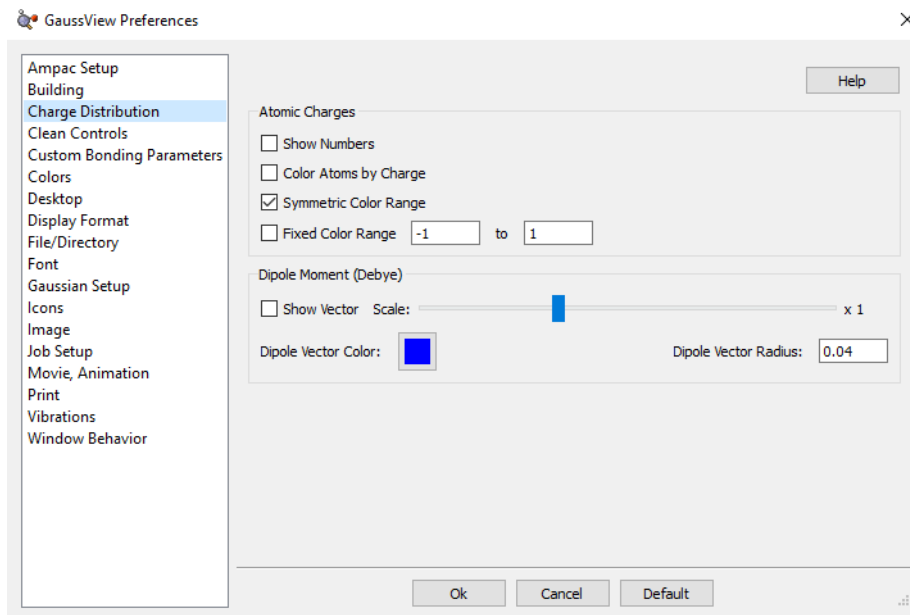 GaussView Preferences
Ampac Setup
Building
Charge Distribution
Clean Controls
Custom Bonding Parameters
Colors
Desktop
Display Format
File/Directory
Font
Gaussian Setup
Icons
Image
Job Setup
Movie, Animation
Print
Vibrations
Window Behavior
Help
Atomic Charges
Show Numbers
Color Atoms by Charge
Symmetric Color Range
Fixed Color Range -1 to 1
Dipole Moment (Debye)
Show Vector Scale: x 1
Dipole Vector Color: Dipole Vector Radius: 0.04
Ok Cancel Default